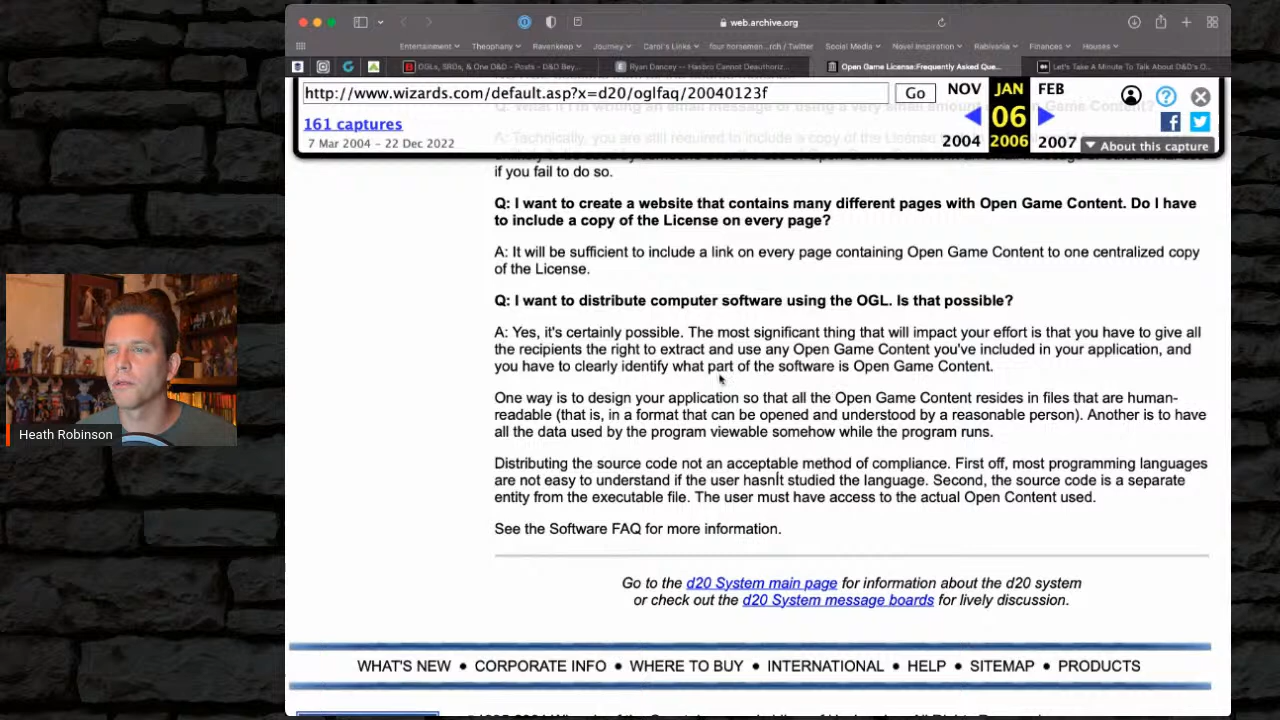 web.archive.org
Entertainment Theophany Ravenkeep Journey Carol's Links four horsemen...rch / Twitter Social Media Novel Inspiration Rabivenia Finances Houses
OGLs, SRDs, & One D&D - Posts - D&D Bey... Ryan Dancey -- Hasbro Cannot Deauthoriz... Open Game License:Frequently Asked Que... Let's Take A Minute To Talk About D&D's O...
http://www.wizards.com/default.asp?x=d20/oglfaq/20040123f Go NOV JAN FEB
161 captures 06
7 Mar 2004 - 22 Dec 2022 2004 2006 2007 About this capture
A: Technically, you are still required to include a copy of the License
if you fail to do so.
Q: I want to create a website that contains many different pages with Open Game Content. Do I have
to include a copy of the License on every page?
A: It will be sufficient to include a link on every page containing Open Game Content to one centralized copy
of the License.
Q: I want to distribute computer software using the OGL. Is that possible?
A: Yes, it's certainly possible. The most significant thing that will impact your effort is that you have to give all
the recipients the right to extract and use any Open Game Content you've included in your application, and
you have to clearly identify what part of the software is Open Game Content.
One way is to design your application so that all the Open Game Content resides in files that are human-
readable (that is, in a format that can be opened and understood by a reasonable person). Another is to have
all the data used by the program viewable somehow while the program runs.
Distributing the source code not an acceptable method of compliance. First off, most programming languages
are not easy to understand if the user hasnÍt studied the language. Second, the source code is a separate
entity from the executable file. The user must have access to the actual Open Content used.
See the Software FAQ for more information.
Go to the d20 System main page for information about the d20 system
or check out the d20 System message boards for lively discussion.
WHAT'S NEW • CORPORATE INFO • WHERE TO BUY • INTERNATIONAL • HELP • SITEMAP • PRODUCTS
Heath Robinson